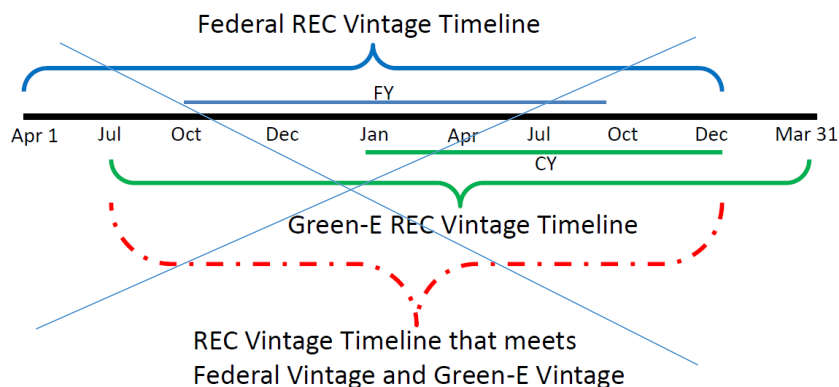 Federal REC Vintage Timeline
FY
Apr 1 Jul Oct Dec Jan Apr Jul Oct Dec Mar 31
CY
Green-E REC Vintage Timeline
REC Vintage Timeline that meets
Federal Vintage and Green-E Vintage